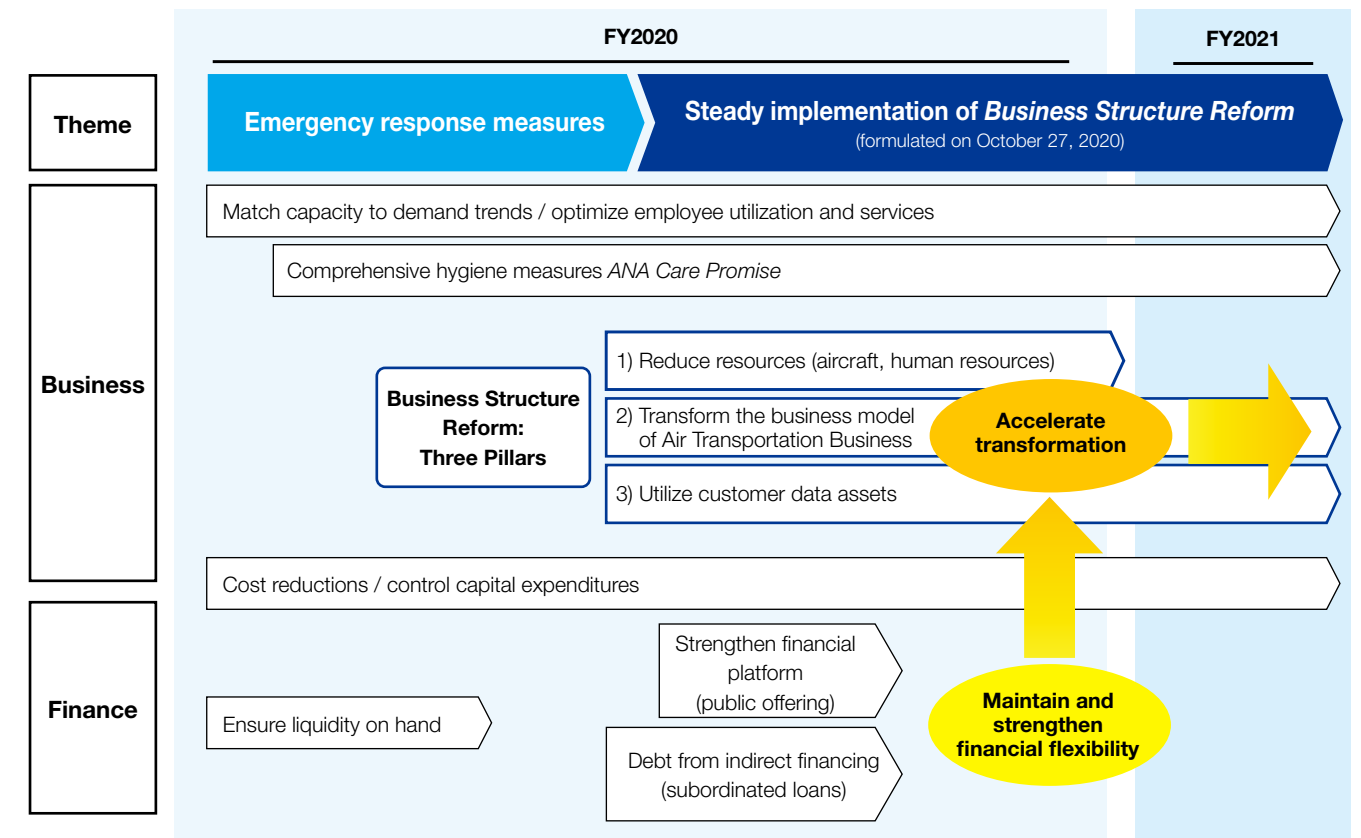 FY2020
FY2021
Theme
Emergency response measures
Steady implementation of Business Structure Reform
(formulated on October 27, 2020)
Business
Match capacity to demand trends / optimize employee utilization and services
Comprehensive hygiene measures ANA Care Promise
Business Structure
Reform:
Three Pillars
1) Reduce resources (aircraft, human resources)
2) Transform the business model
of Air Transportation Business
3) Utilize customer data assets
Accelerate
transformation
Cost reductions / control capital expenditures
Finance
Ensure liquidity on hand
Strengthen financial
platform
(public offering)
Debt from indirect financing
(subordinated loans)
Maintain and
strengthen
financial flexibility